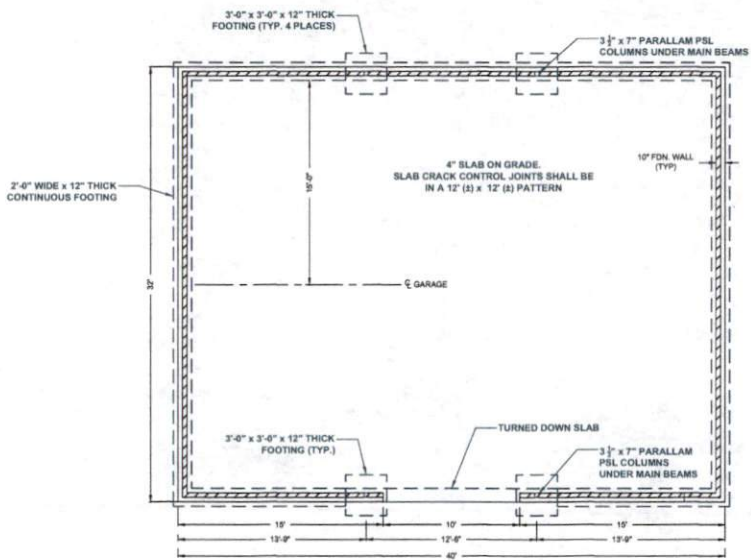 3'-0" x 3'-0" x 12" THICK
FOOTING (TYP. 4 PLACES)
3 ½" x 7" PARALLAM PSL
COLUMNS UNDER MAIN BEAMS
4" SLAB ON GRADE.
SLAB CRACK CONTROL JOINTS SHALL BE
IN A 12' (±) x 12' (±) PATTERN
10" FDN. WALL
(TYP)
2'-0" WIDE x 12" THICK
CONTINUOUS FOOTING
32'
℄ GARAGE
3'-0" x 3'-0" x 12" THICK
FOOTING (TYP.)
TURNED DOWN SLAB
3 ½" x 7" PARALLAM
PSL COLUMNS
UNDER MAIN BEAMS
15'
10'
15'
13'-9"
12'-6"
13'-9"
40'